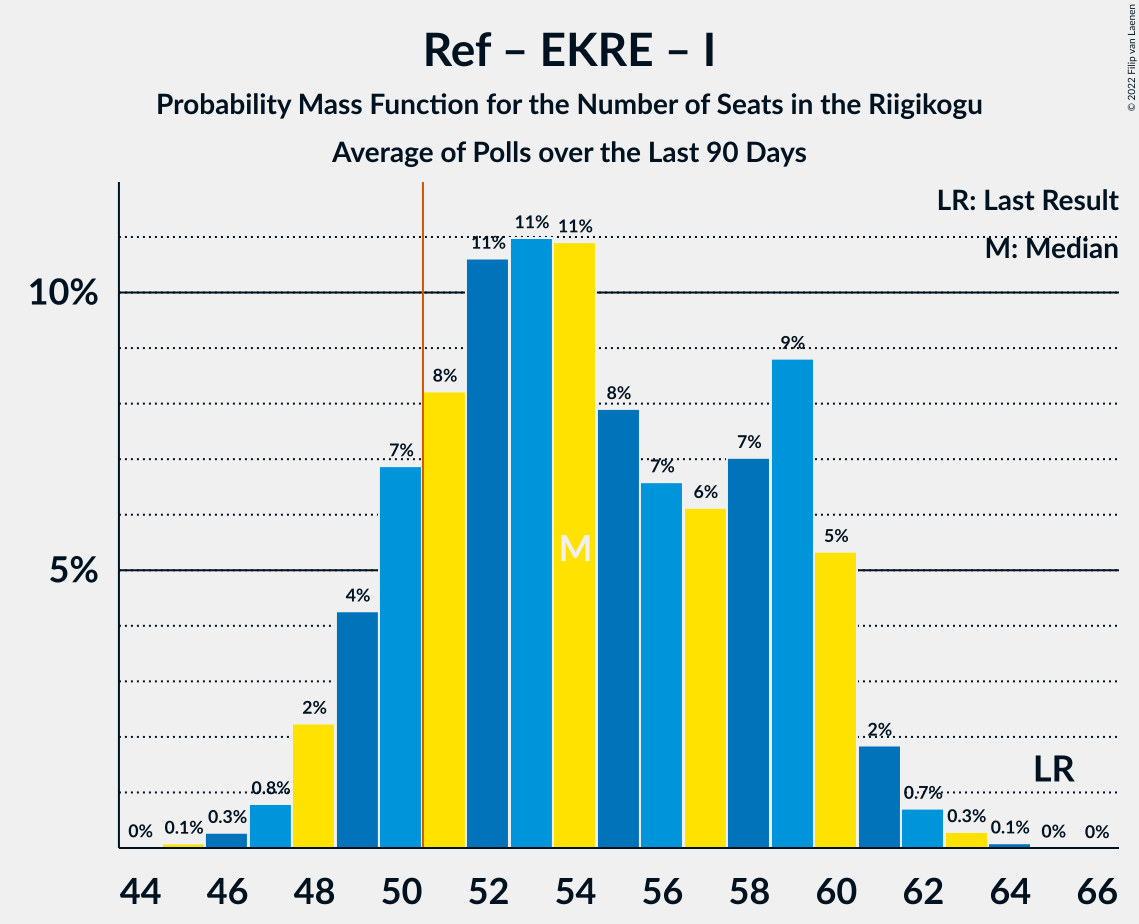 Ref – EKRE – I
Probability Mass Function for the Number of Seats in the Riigikogu
Average of Polls over the Last 90 Days
© 2022 Filip van Laenen
LR: Last Result
M: Median
10%
5%
0% 0.1% 0.3% 0.8% 2% 4% 7% 8% 11% 11% 11% 8% 7% 6% 7% 9% 5% 2% 0.7% 0.3% 0.1% 0% 0%
M
LR
44 46 48 50 52 54 56 58 60 62 64 66